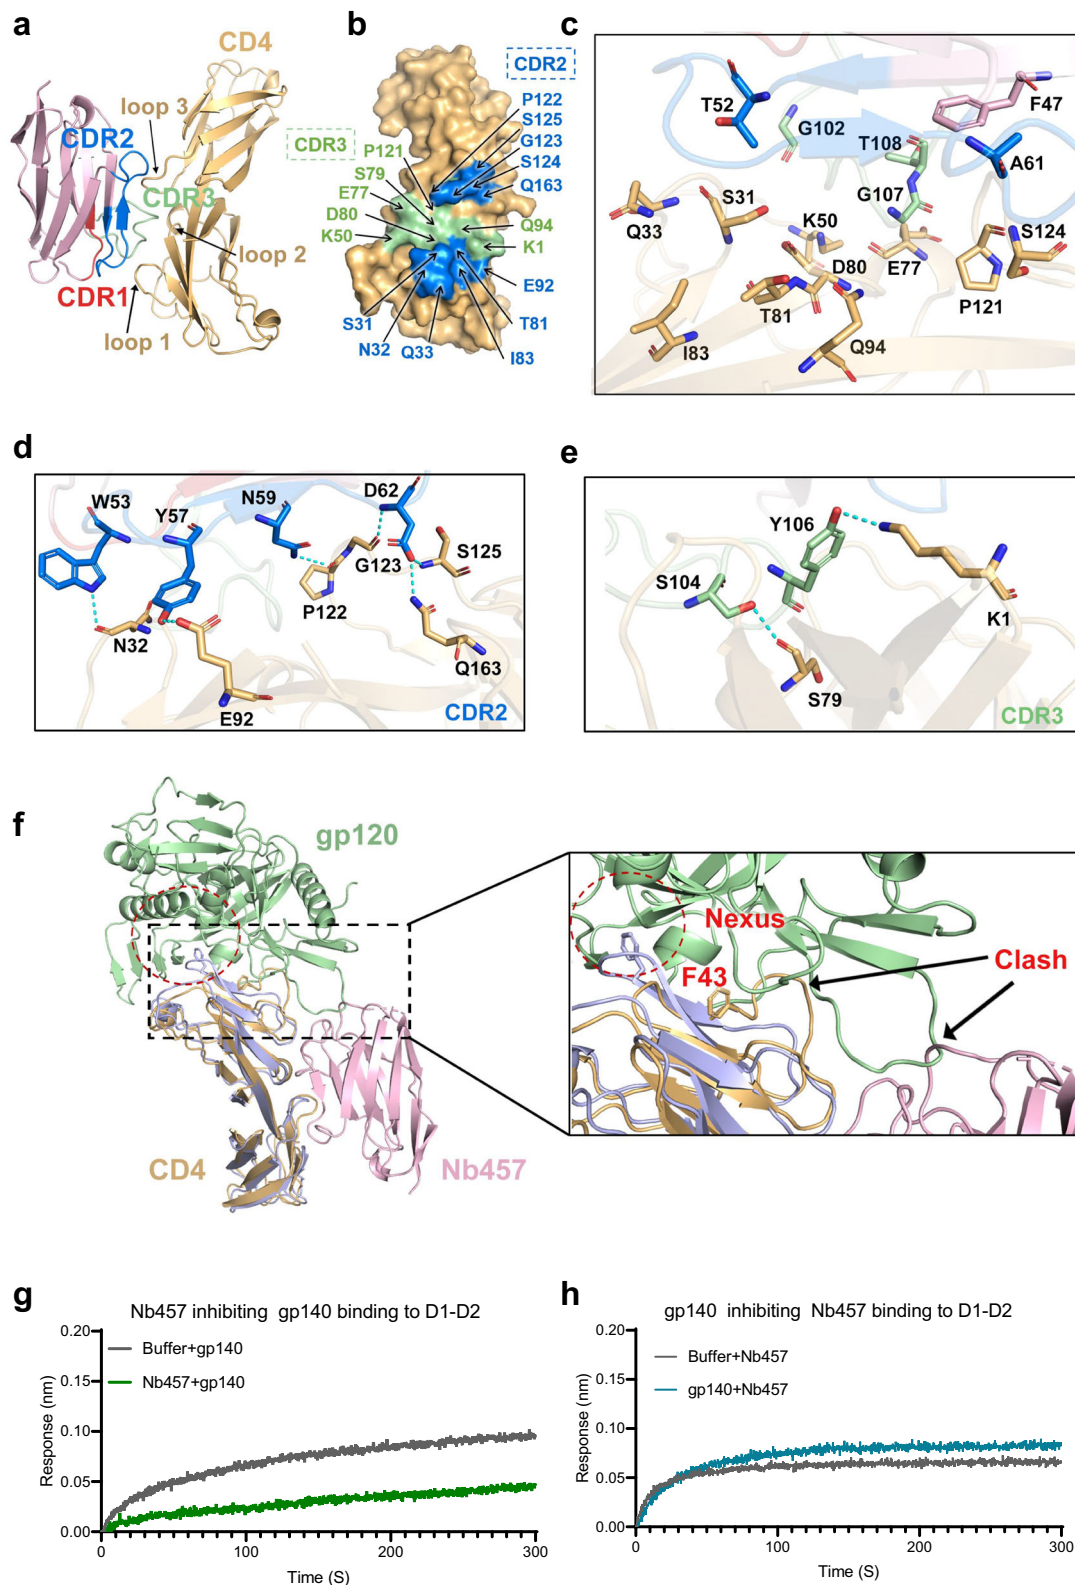 a
CD4
loop 3
CDR2
CDR3
loop 2
CDR1
loop 1
b
CDR2
P122
S125
G123
S124
Q163
CDR3
P121
S79
E77
D80
K50
Q94
K1
E92
S31
N32
Q33
T81
I83
c
T52
G102
F47
T108
A61
G107
Q33
S31
K50
S124
D80
E77
P121
T81
I83
Q94
d
W53
Y57
N59
D62
S125
G123
P122
N32
Q163
E92
CDR2
e
Y106
S104
K1
S79
CDR3
f
gp120
CD4
Nb457
Nexus
F43
Clash
g
Nb457 inhibiting gp140 binding to D1-D2
0.20
0.15
0.10
0.05
0.00
Response (nm)
Buffer+gp140
Nb457+gp140
0 100 200 300
Time (S)
h
gp140 inhibiting Nb457 binding to D1-D2
0.20
0.15
0.10
0.05
0.00
Response (nm)
Buffer+Nb457
gp140+Nb457
0 100 200 300
Time (S)